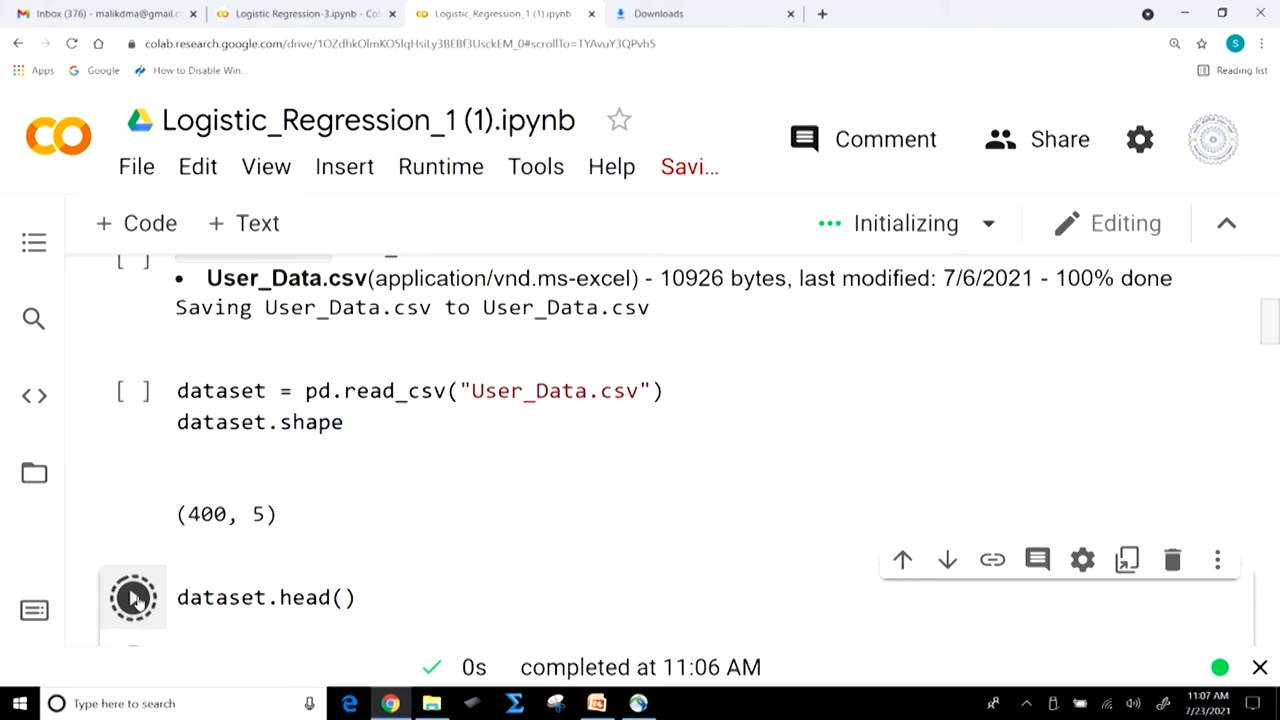 Inbox (376) - malikdma@gmail.c
Logistic Regression-3.ipynb - Col
Logistic_Regression_1 (1).ipynb
Downloads
colab.research.google.com/drive/1OZdhkOlmKO5lqHsiLy3BEBf3UsckEM_0#scrollTo=TYAvuY3QPvh5
Apps
Google
How to Disable Win...
Reading list
Logistic_Regression_1 (1).ipynb
Comment
Share
File Edit View Insert Runtime Tools Help Savi...
+ Code + Text
Initializing
Editing
[ ]
• User_Data.csv(application/vnd.ms-excel) - 10926 bytes, last modified: 7/6/2021 - 100% done
Saving User_Data.csv to User_Data.csv
[ ] dataset = pd.read_csv("User_Data.csv")
dataset.shape
(400, 5)
dataset.head()
0s completed at 11:06 AM
Type here to search
11:07 AM
7/23/2021